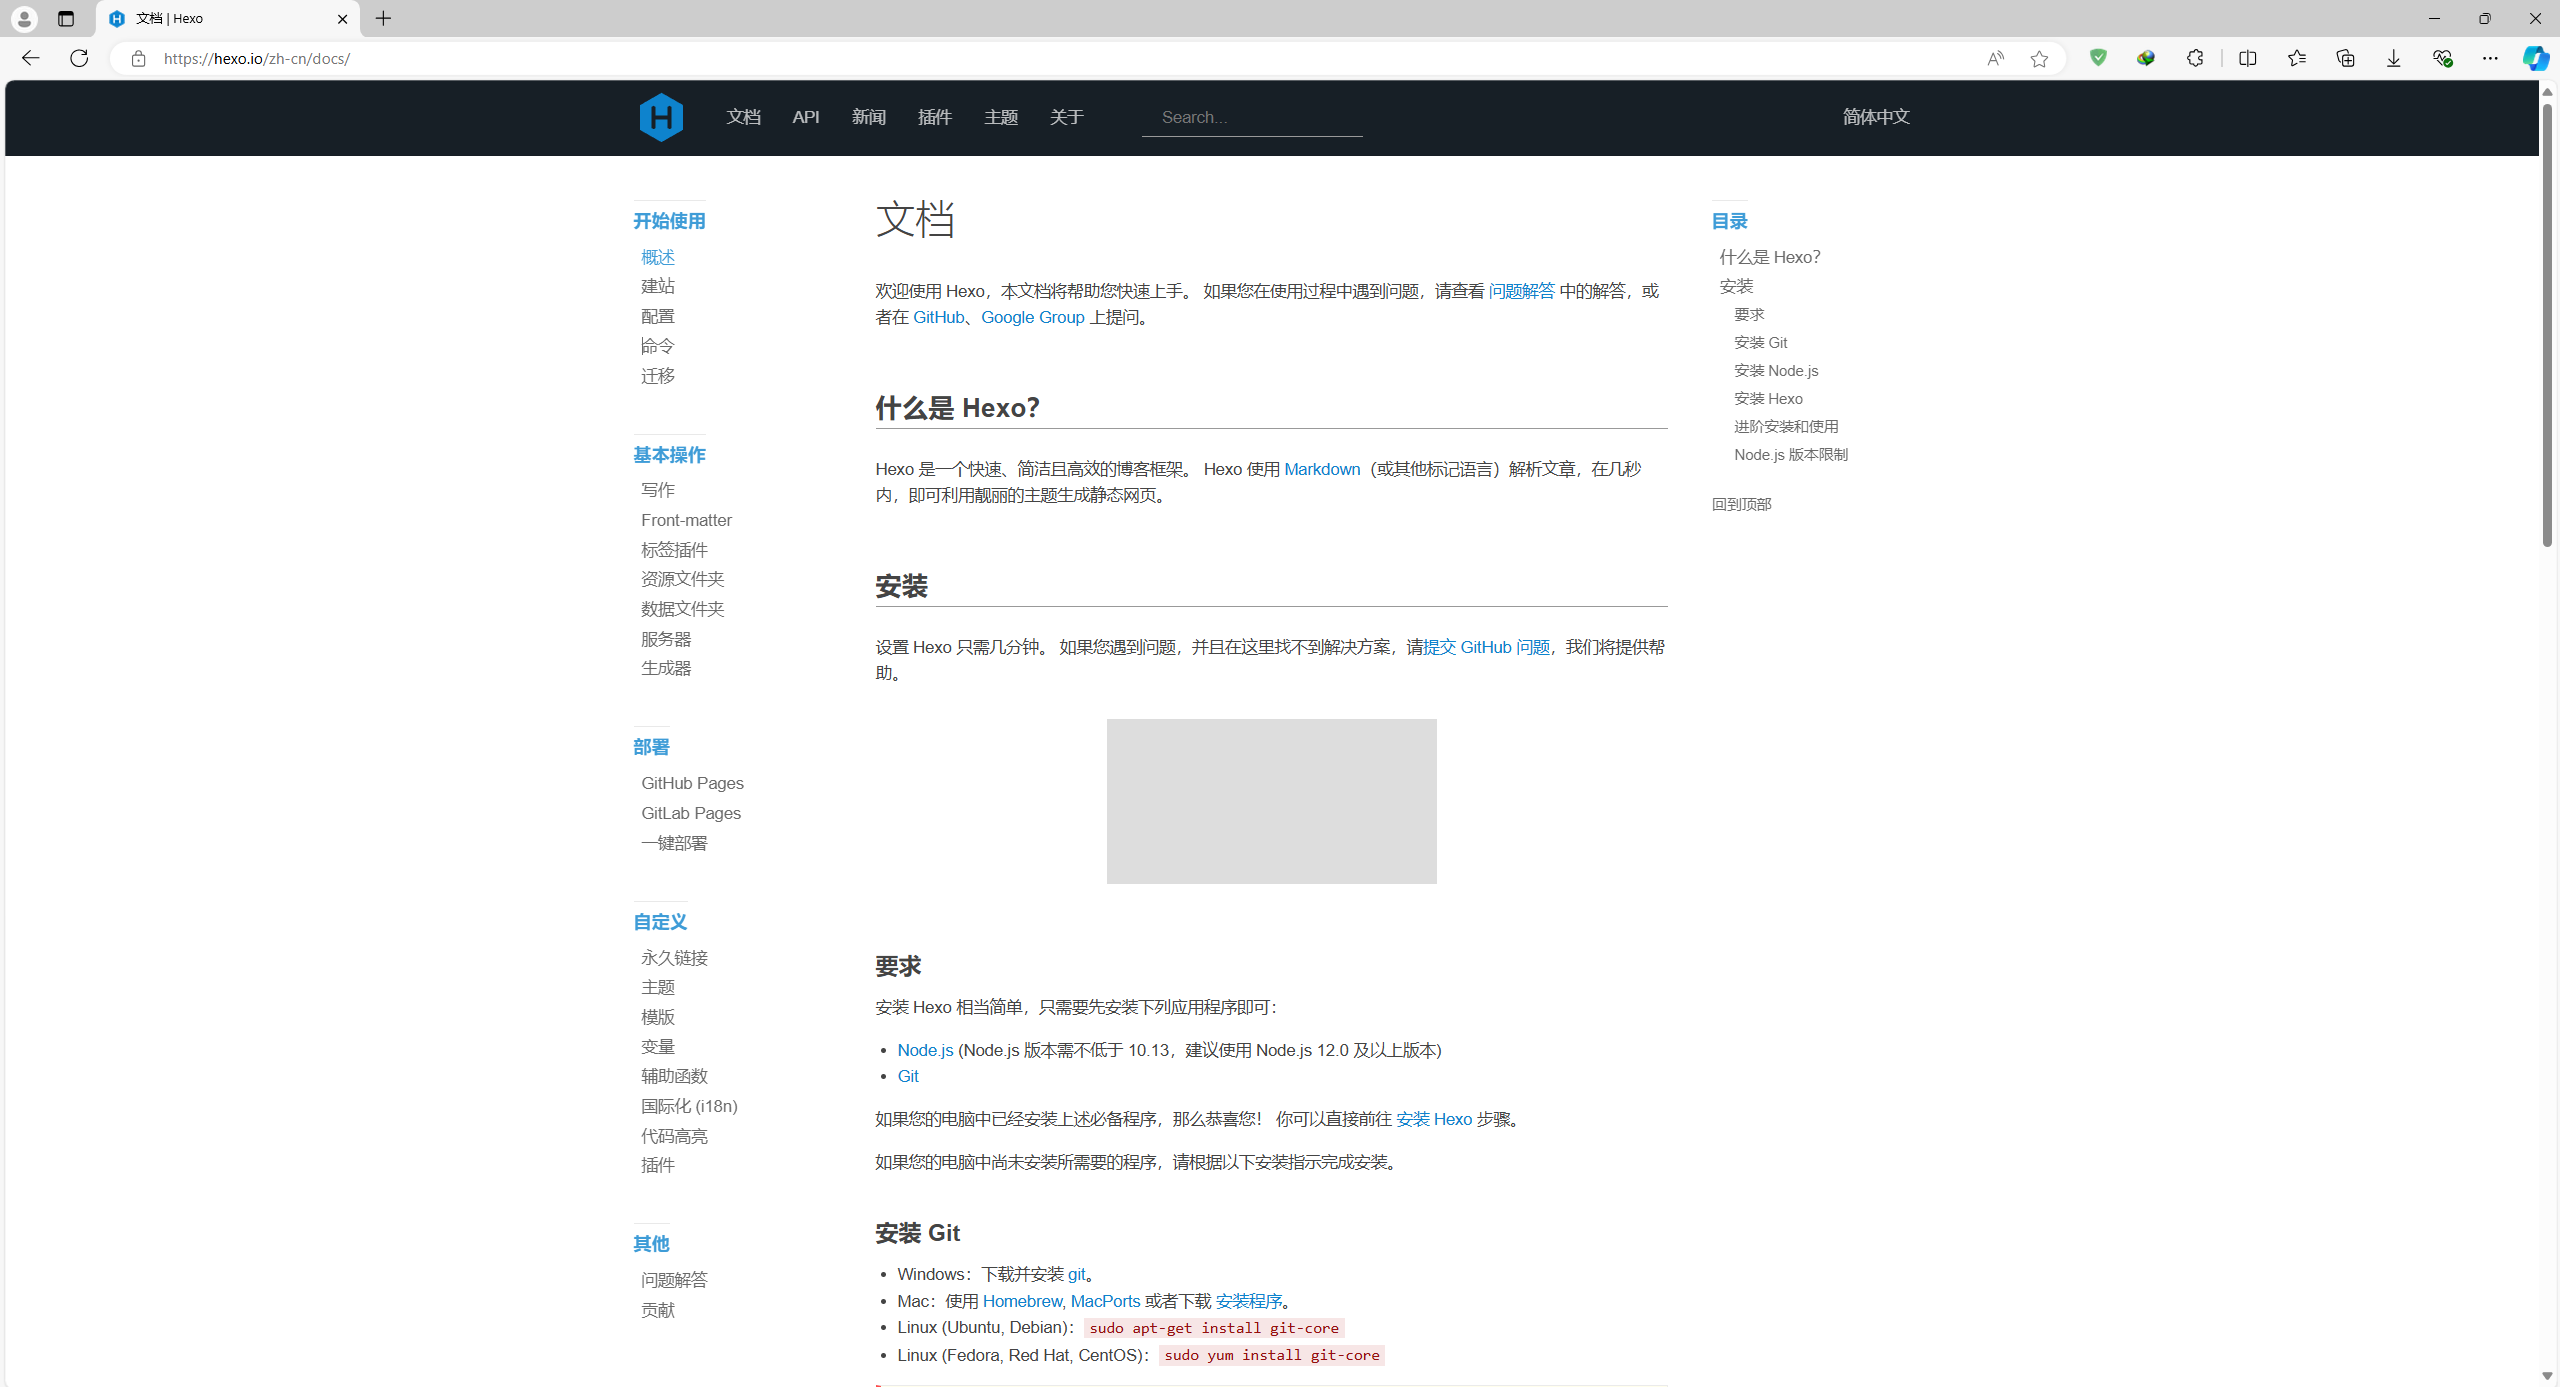 文档 | Hexo
https://hexo.io/zh-cn/docs/
文档
API
新闻
插件
主题
关于
Search...
简体中文
开始使用
概述
建站
配置
命令
迁移
基本操作
写作
Front-matter
标签插件
资源文件夹
数据文件夹
服务器
生成器
部署
GitHub Pages
GitLab Pages
一键部署
自定义
永久链接
主题
模版
变量
辅助函数
国际化 (i18n)
代码高亮
插件
其他
问题解答
贡献
文档
欢迎使用 Hexo，本文档将帮助您快速上手。 如果您在使用过程中遇到问题，请查看 问题解答 中的解答，或
者在 GitHub、Google Group 上提问。
什么是 Hexo？
Hexo 是一个快速、简洁且高效的博客框架。 Hexo 使用 Markdown（或其他标记语言）解析文章，在几秒
内，即可利用靓丽的主题生成静态网页。
安装
设置 Hexo 只需几分钟。 如果您遇到问题，并且在这里找不到解决方案，请提交 GitHub 问题，我们将提供帮
助。
要求
安装 Hexo 相当简单，只需要先安装下列应用程序即可：
• Node.js (Node.js 版本需不低于 10.13，建议使用 Node.js 12.0 及以上版本)
• Git
如果您的电脑中已经安装上述必备程序，那么恭喜您！ 你可以直接前往 安装 Hexo 步骤。
如果您的电脑中尚未安装所需要的程序，请根据以下安装指示完成安装。
安装 Git
• Windows：下载并安装 git。
• Mac：使用 Homebrew, MacPorts 或者下载 安装程序。
• Linux (Ubuntu, Debian)：sudo apt-get install git-core
• Linux (Fedora, Red Hat, CentOS)：sudo yum install git-core
目录
什么是 Hexo？
安装
要求
安装 Git
安装 Node.js
安装 Hexo
进阶安装和使用
Node.js 版本限制
回到顶部